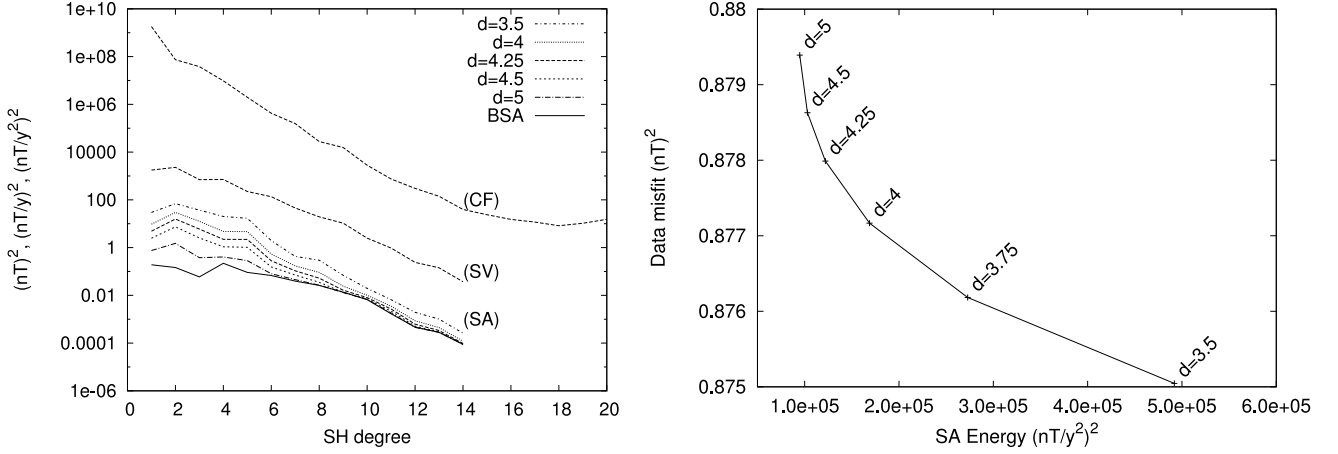 1e+10
1e+08
1e+06
10000
100
1
0.01
0.0001
1e-06
(nT)², (nT/y)², (nT/y²)²
0 2 4 6 8 10 12 14 16 18 20
SH degree
d=3.5
d=4
d=4.25
d=4.5
d=5
BSA
(CF)
(SV)
(SA)
0.88
0.879
0.878
0.877
0.876
0.875
Data misfit (nT)²
1.0e+05 2.0e+05 3.0e+05 4.0e+05 5.0e+05 6.0e+05
SA Energy (nT/y²)²
d=5
d=4.5
d=4.25
d=4
d=3.75
d=3.5